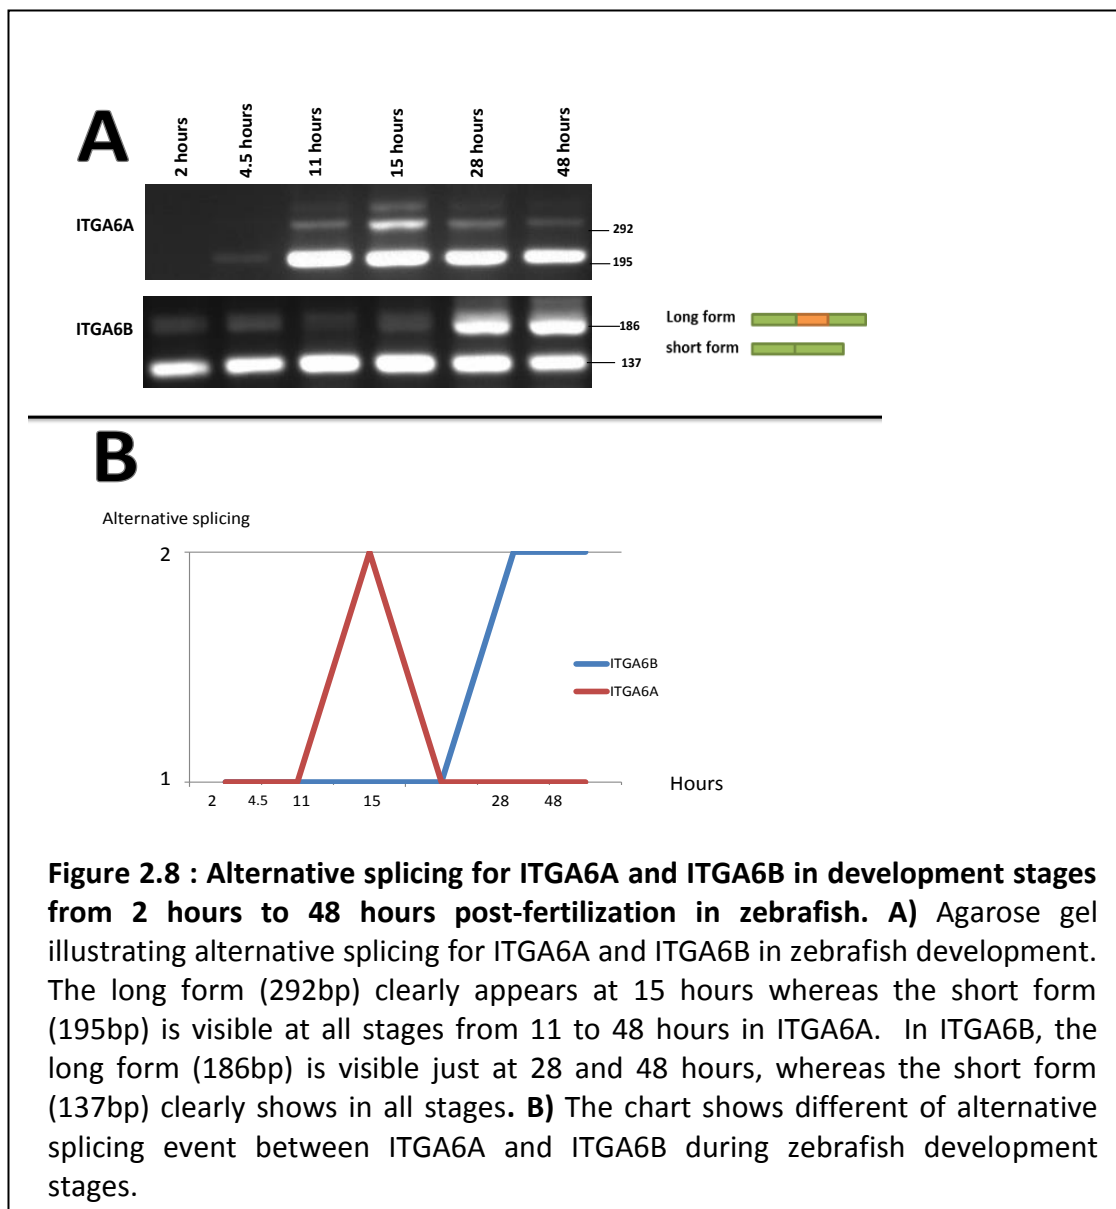 A
2 hours
4.5 hours
11 hours
15 hours
28 hours
48 hours
ITGA6A
292
195
ITGA6B
186
137
Long form
short form
B
Alternative splicing
2
1
2 4.5 11 15 28 48
Hours
ITGA6B
ITGA6A
Figure 2.8 : Alternative splicing for ITGA6A and ITGA6B in development stages
from 2 hours to 48 hours post-fertilization in zebrafish. A) Agarose gel
illustrating alternative splicing for ITGA6A and ITGA6B in zebrafish development.
The long form (292bp) clearly appears at 15 hours whereas the short form
(195bp) is visible at all stages from 11 to 48 hours in ITGA6A. In ITGA6B, the
long form (186bp) is visible just at 28 and 48 hours, whereas the short form
(137bp) clearly shows in all stages. B) The chart shows different of alternative
splicing event between ITGA6A and ITGA6B during zebrafish development
stages.